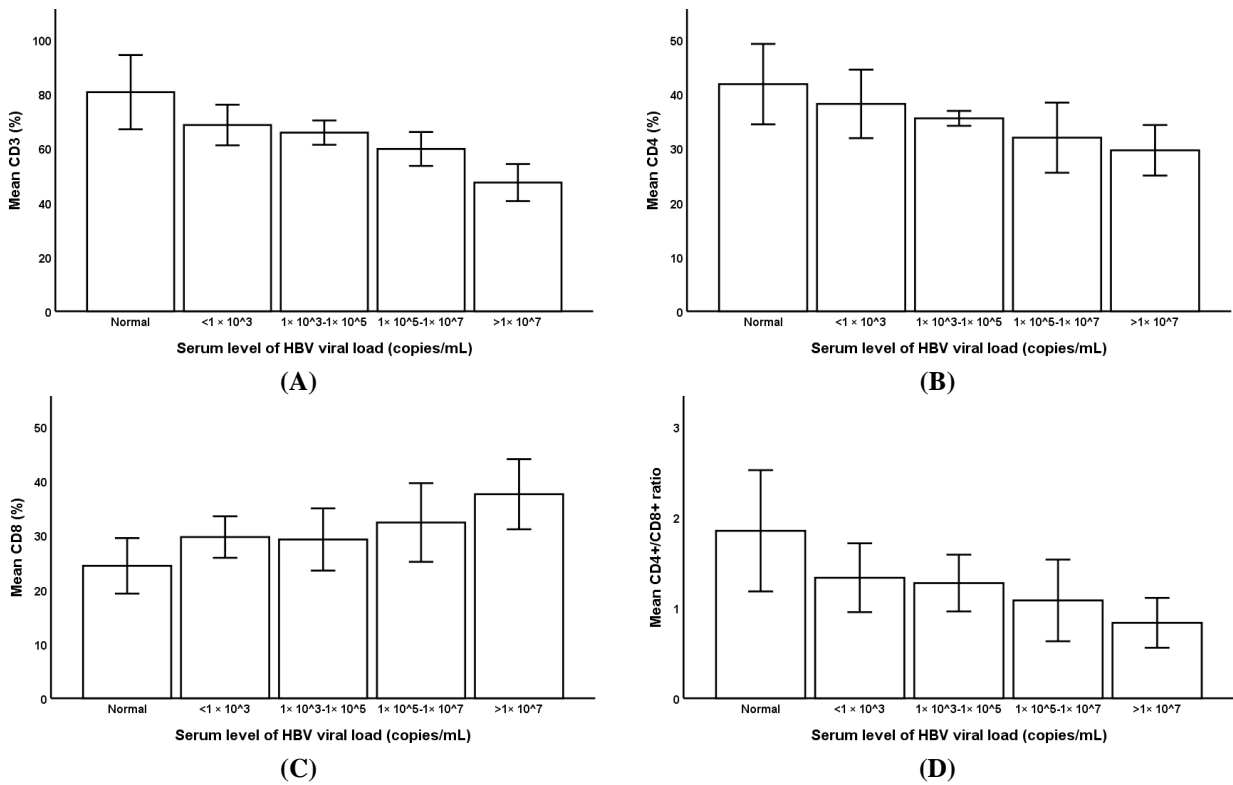 Mean CD3 (%)
100
80
60
40
20
0
Normal
<1 × 10^3
1× 10^3-1× 10^5
1× 10^5-1× 10^7
>1× 10^7
Serum level of HBV viral load (copies/mL)
(A)
Mean CD4 (%)
50
40
30
20
10
0
Normal
<1 × 10^3
1× 10^3-1× 10^5
1× 10^5-1× 10^7
>1× 10^7
Serum level of HBV viral load (copies/mL)
(B)
Mean CD8 (%)
50
40
30
20
10
0
Normal
<1 × 10^3
1× 10^3-1× 10^5
1× 10^5-1× 10^7
>1× 10^7
Serum level of HBV viral load (copies/mL)
(C)
Mean CD4+/CD8+ ratio
3
2
1
0
Normal
<1 × 10^3
1× 10^3-1× 10^5
1× 10^5-1× 10^7
>1× 10^7
Serum level of HBV viral load (copies/mL)
(D)